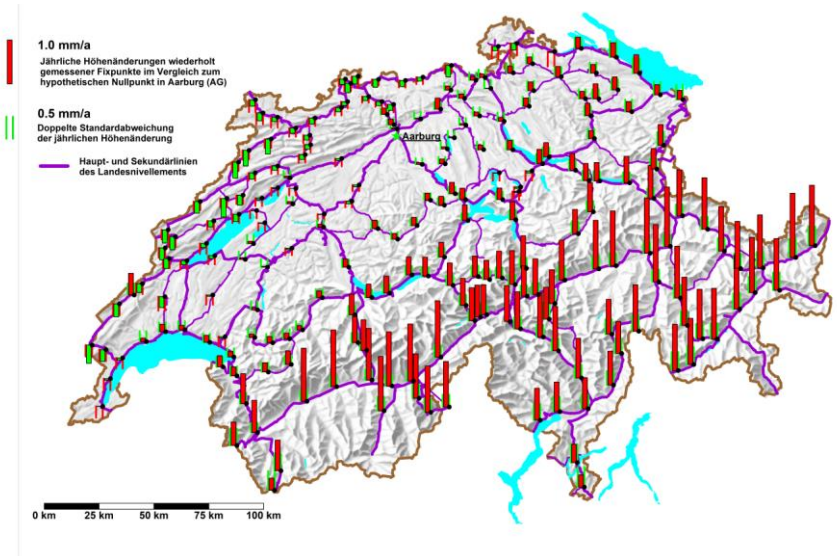 1.0 mm/a
Jährliche Höhenänderungen wiederholt
gemessener Fixpunkte im Vergleich zum
hypothetischen Nullpunkt in Aarburg (AG)
0.5 mm/a
Doppelte Standardabweichung
der jährlichen Höhenänderung
Haupt- und Sekundärlinien
des Landesnivellements
Aarburg
0 km 25 km 50 km 75 km 100 km